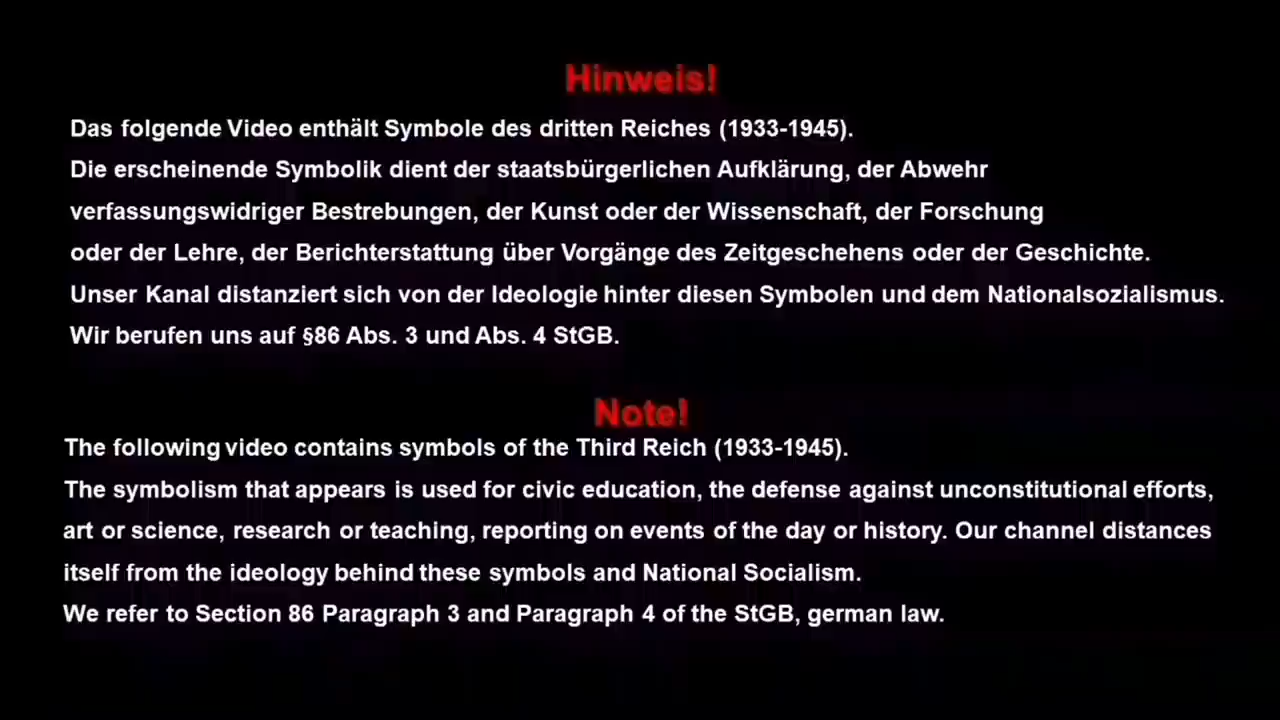 Hinweis!
Das folgende Video enthält Symbole des dritten Reiches (1933-1945).
Die erscheinende Symbolik dient der staatsbürgerlichen Aufklärung, der Abwehr
verfassungswidriger Bestrebungen, der Kunst oder der Wissenschaft, der Forschung
oder der Lehre, der Berichterstattung über Vorgänge des Zeitgeschehens oder der Geschichte.
Unser Kanal distanziert sich von der Ideologie hinter diesen Symbolen und dem Nationalsozialismus.
Wir berufen uns auf §86 Abs. 3 und Abs. 4 StGB.
Note!
The following video contains symbols of the Third Reich (1933-1945).
The symbolism that appears is used for civic education, the defense against unconstitutional efforts,
art or science, research or teaching, reporting on events of the day or history. Our channel distances
itself from the ideology behind these symbols and National Socialism.
We refer to Section 86 Paragraph 3 and Paragraph 4 of the StGB, german law.